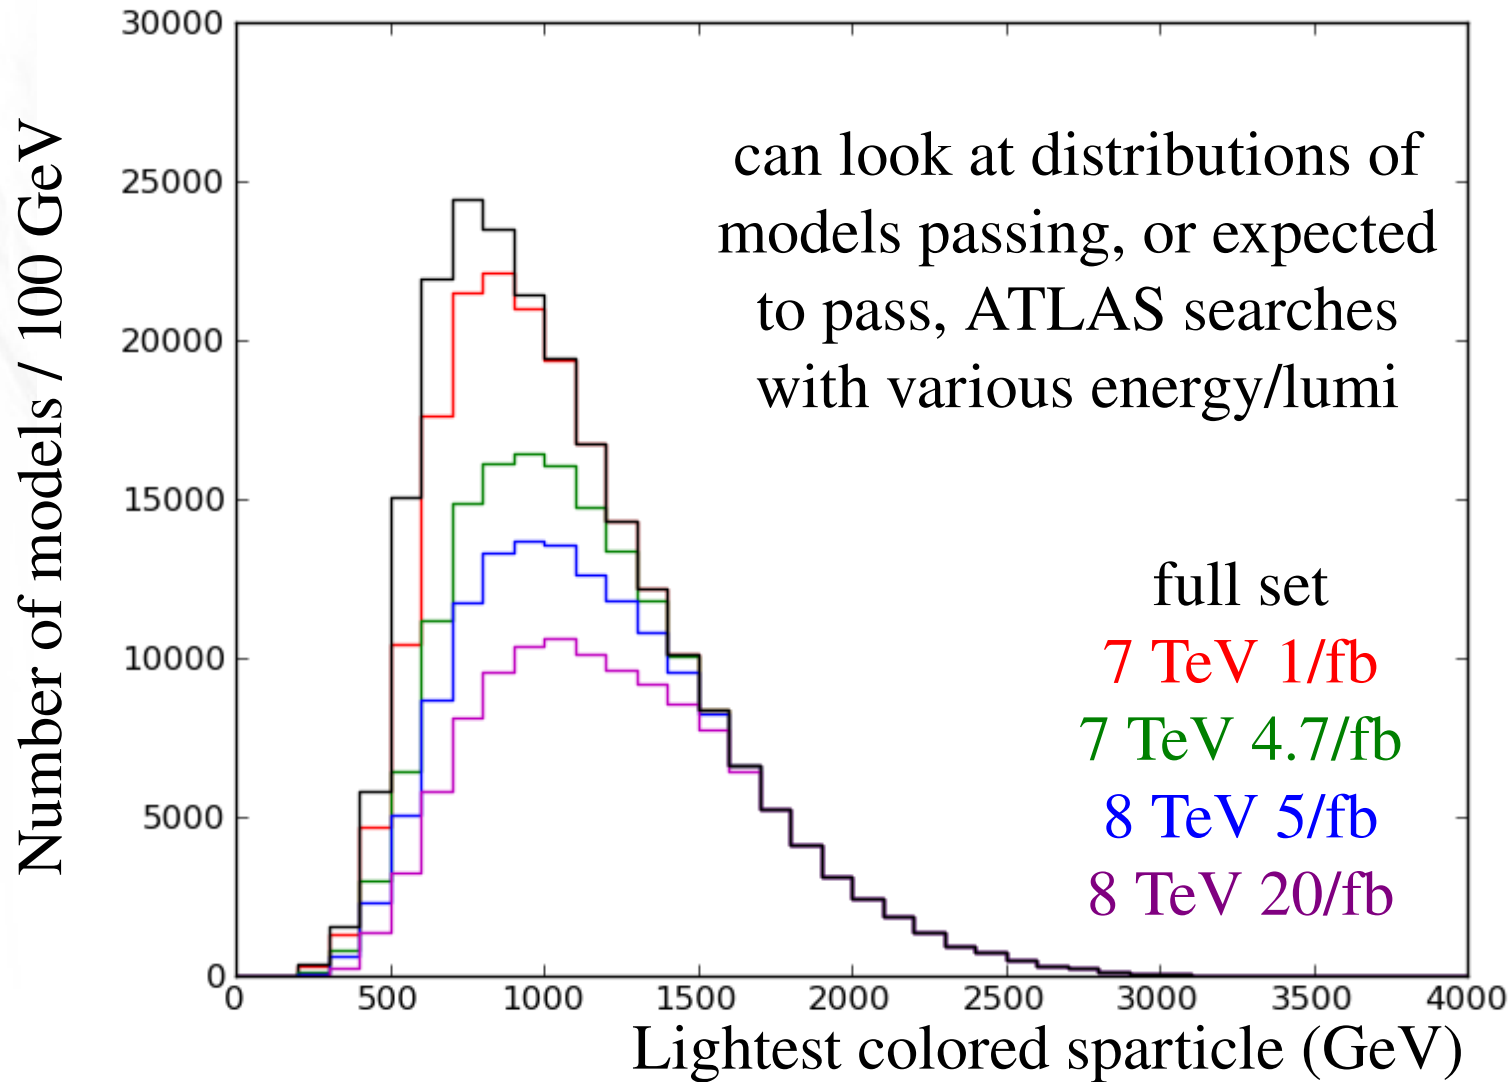 Number of models / 100 GeV
30000
25000
20000
15000
10000
5000
0
can look at distributions of
models passing, or expected
to pass, ATLAS searches
with various energy/lumi
full set
7 TeV 1/fb
7 TeV 4.7/fb
8 TeV 5/fb
8 TeV 20/fb
0 500 1000 1500 2000 2500 3000 3500 4000
Lightest colored sparticle (GeV)